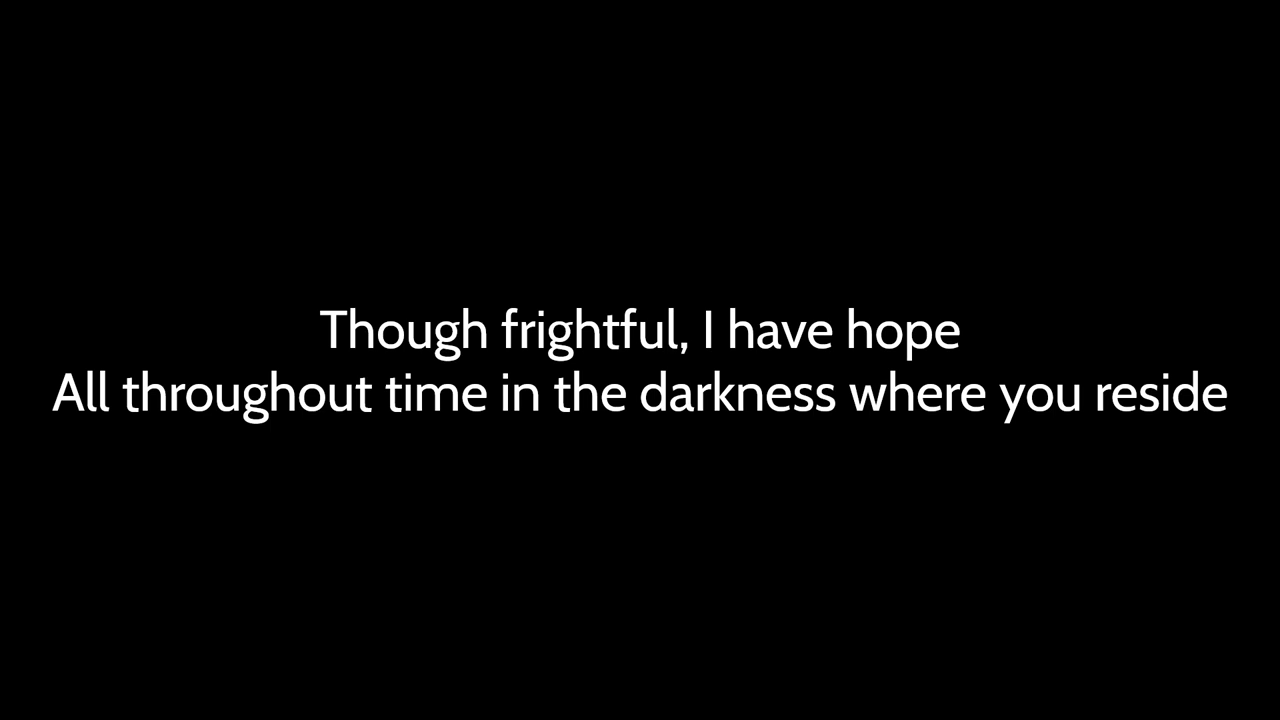 Though frightful, I have hope
All throughout time in the darkness where you reside